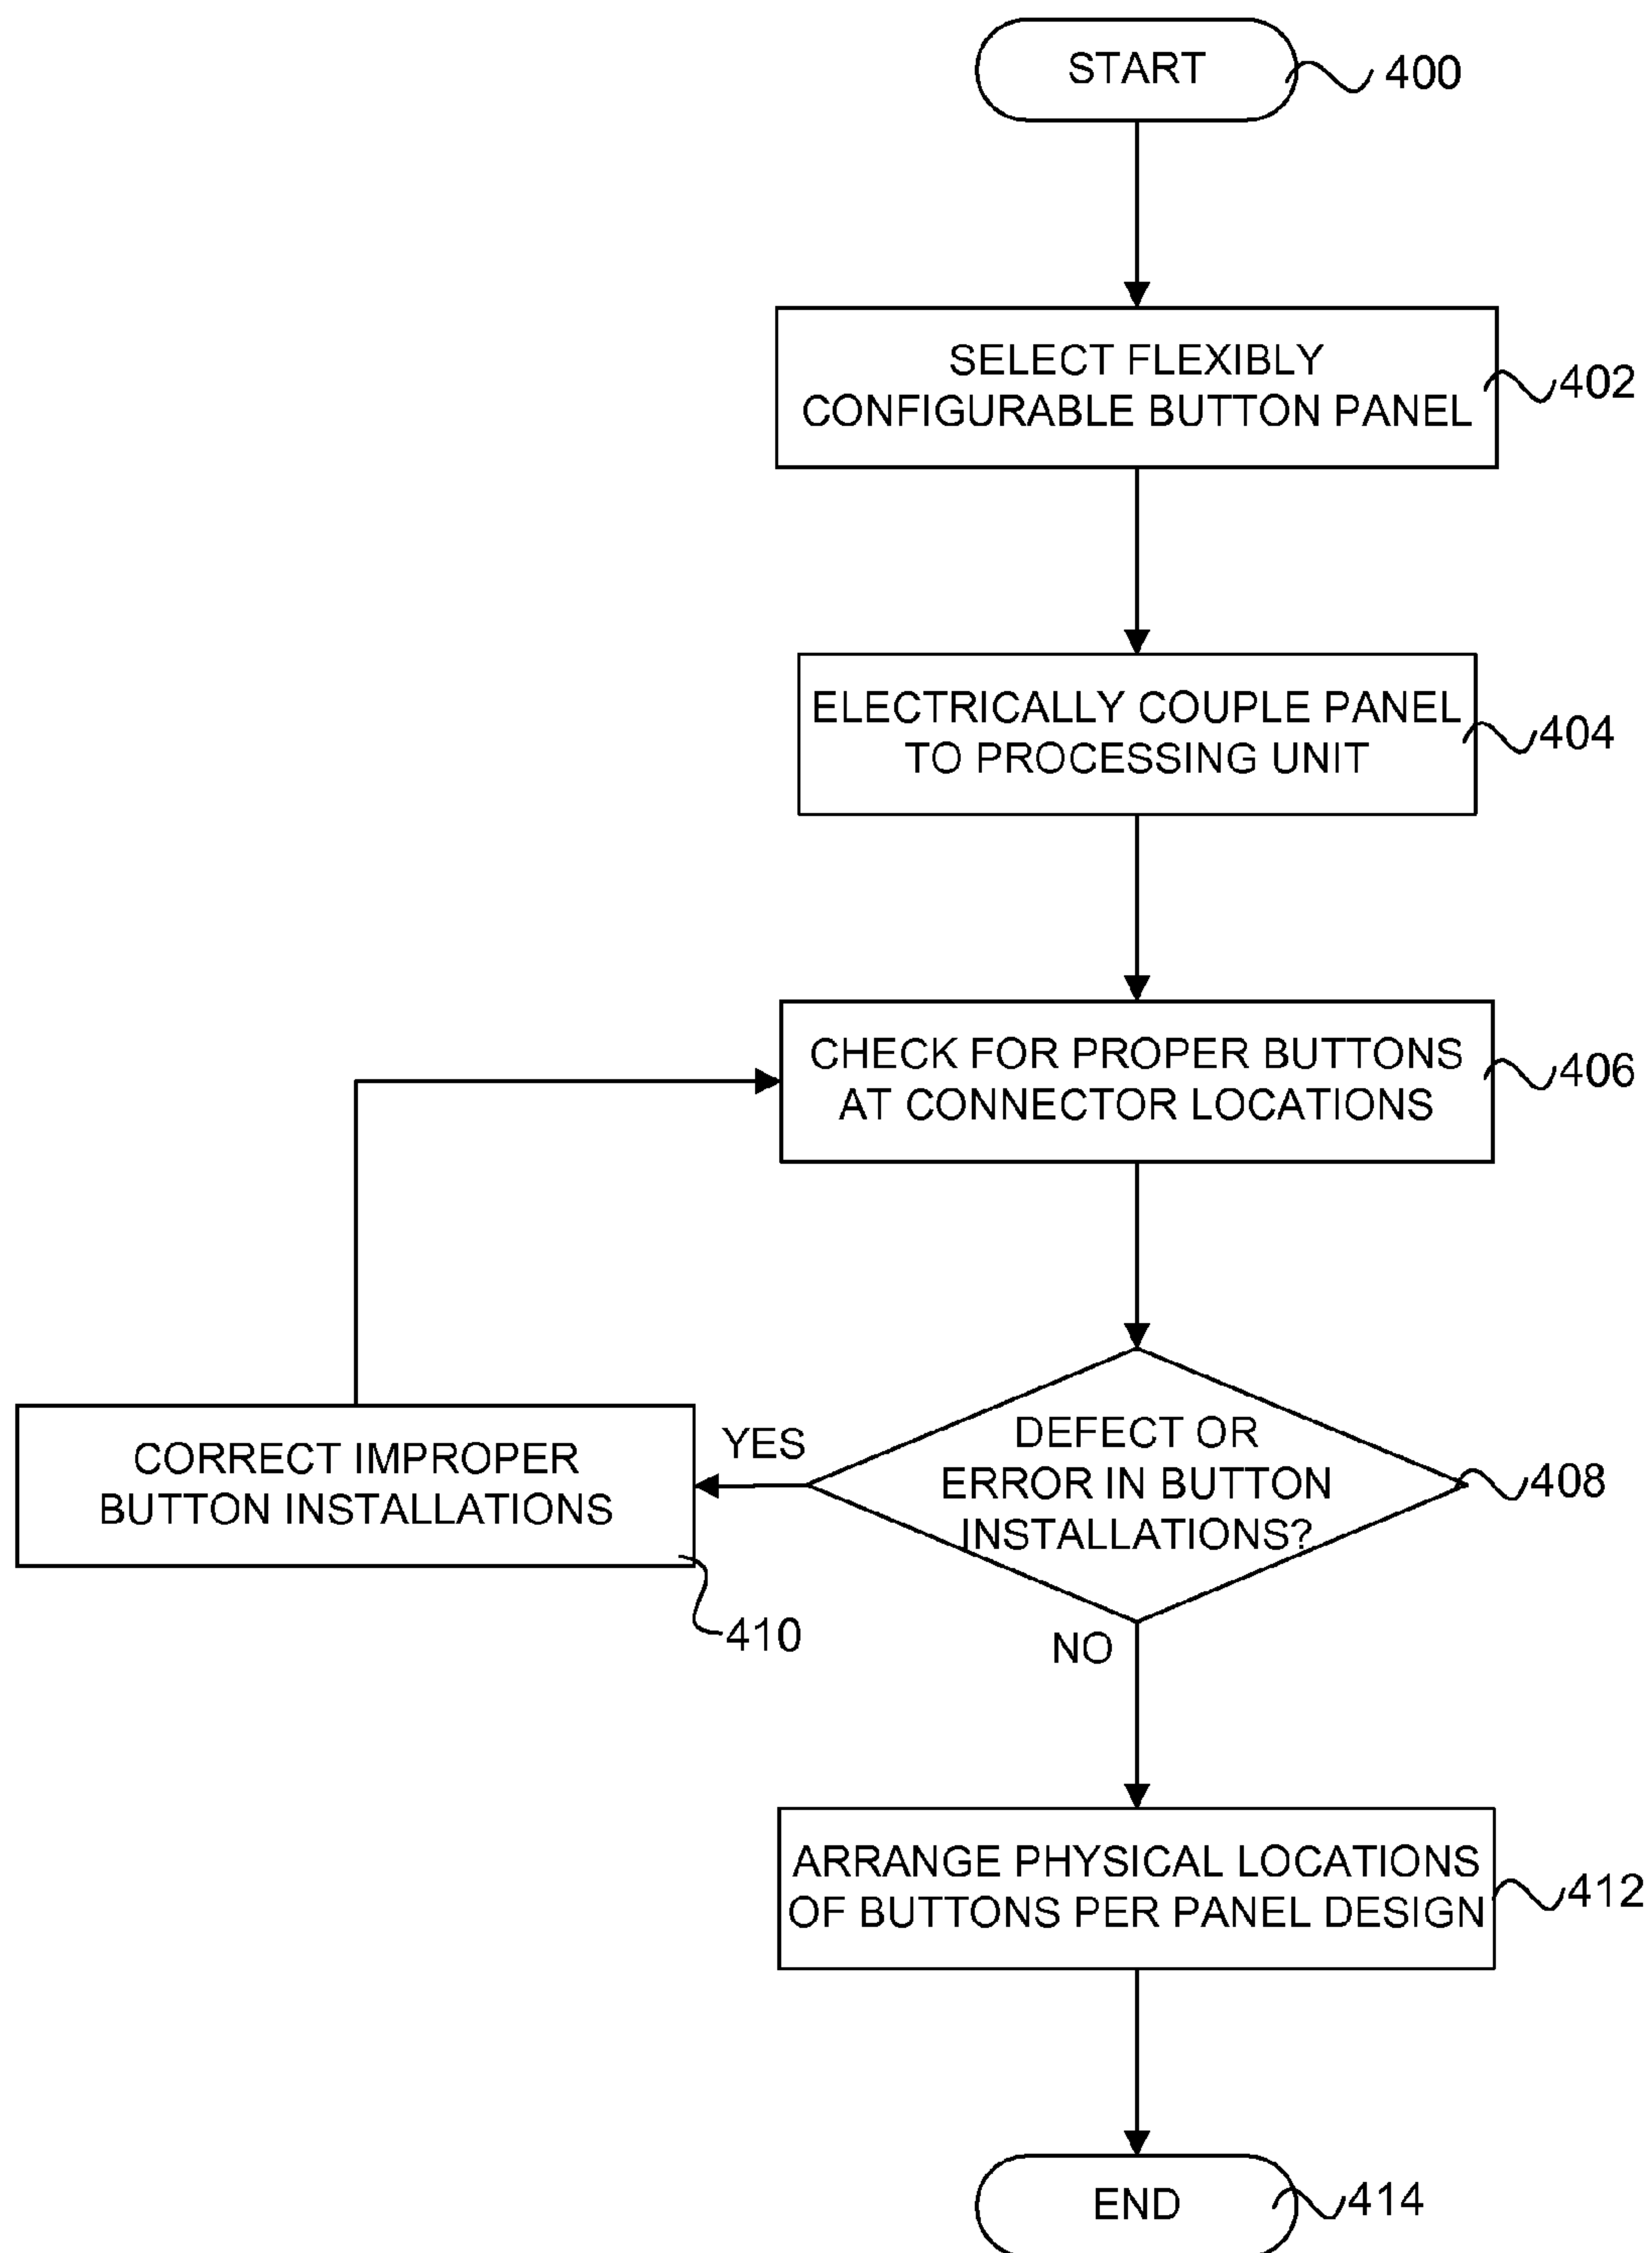 START
400
SELECT FLEXIBLY
CONFIGURABLE BUTTON PANEL
402
ELECTRICALLY COUPLE PANEL
TO PROCESSING UNIT
404
CHECK FOR PROPER BUTTONS
AT CONNECTOR LOCATIONS
406
DEFECT OR
ERROR IN BUTTON
INSTALLATIONS?
408
YES
CORRECT IMPROPER
BUTTON INSTALLATIONS
410
NO
ARRANGE PHYSICAL LOCATIONS
OF BUTTONS PER PANEL DESIGN
412
END
414